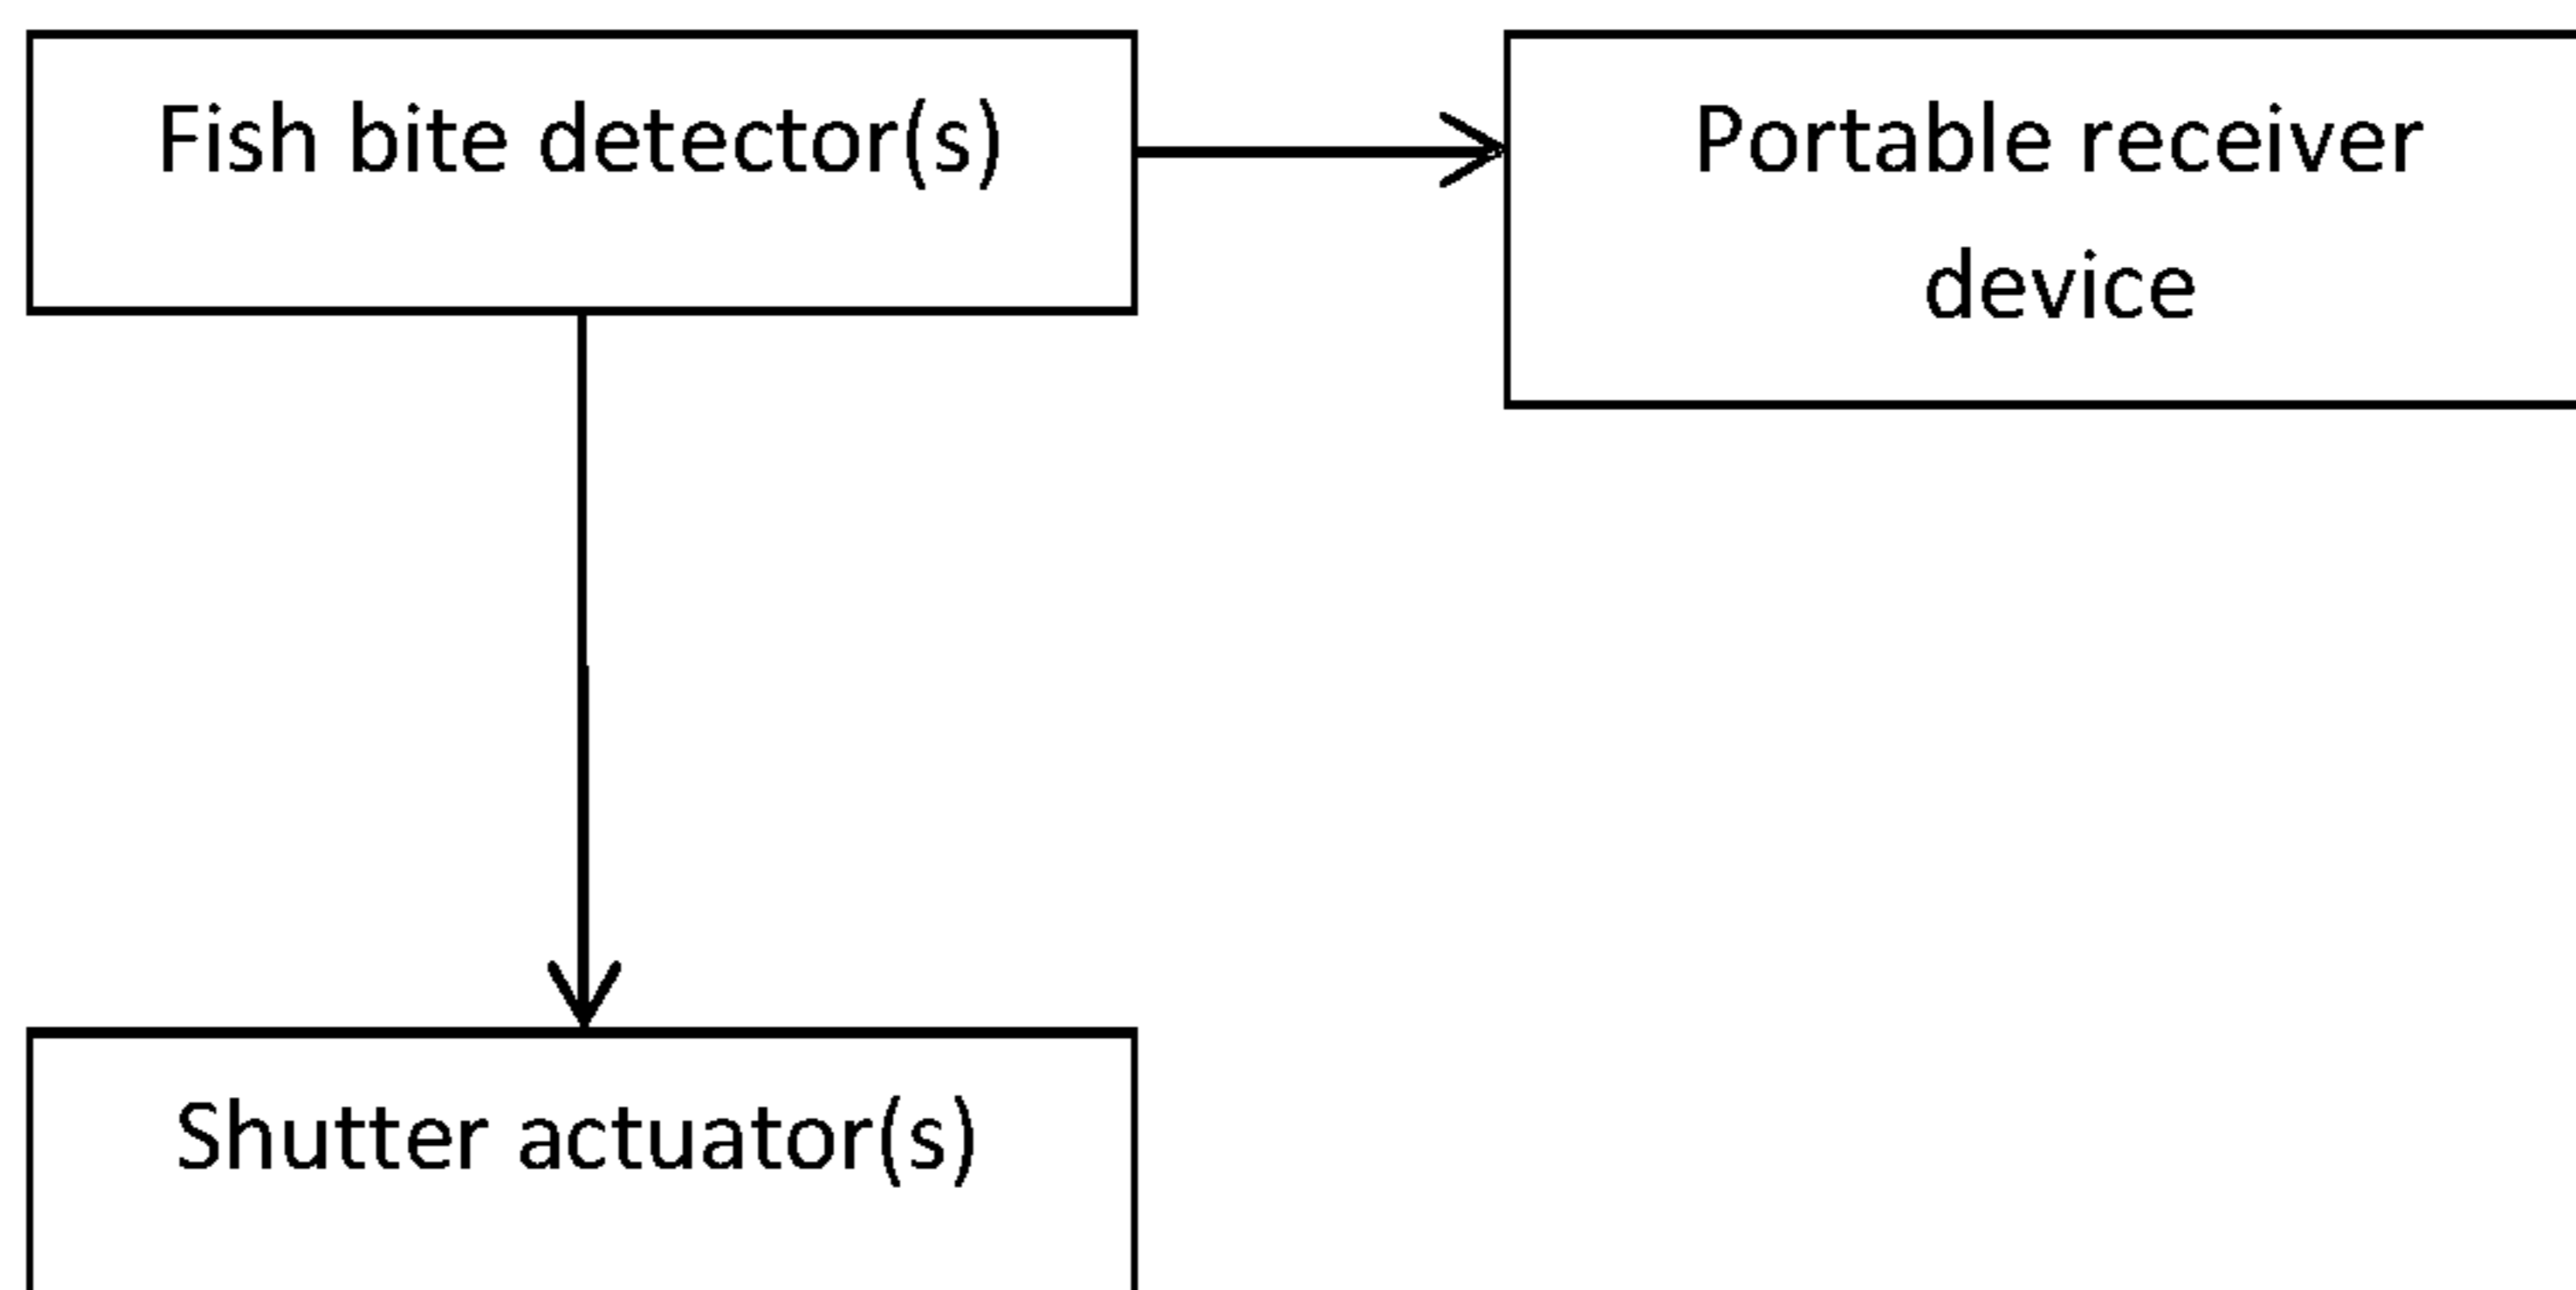 Fish bite detector(s)
Portable receiver
device
Shutter actuator(s)